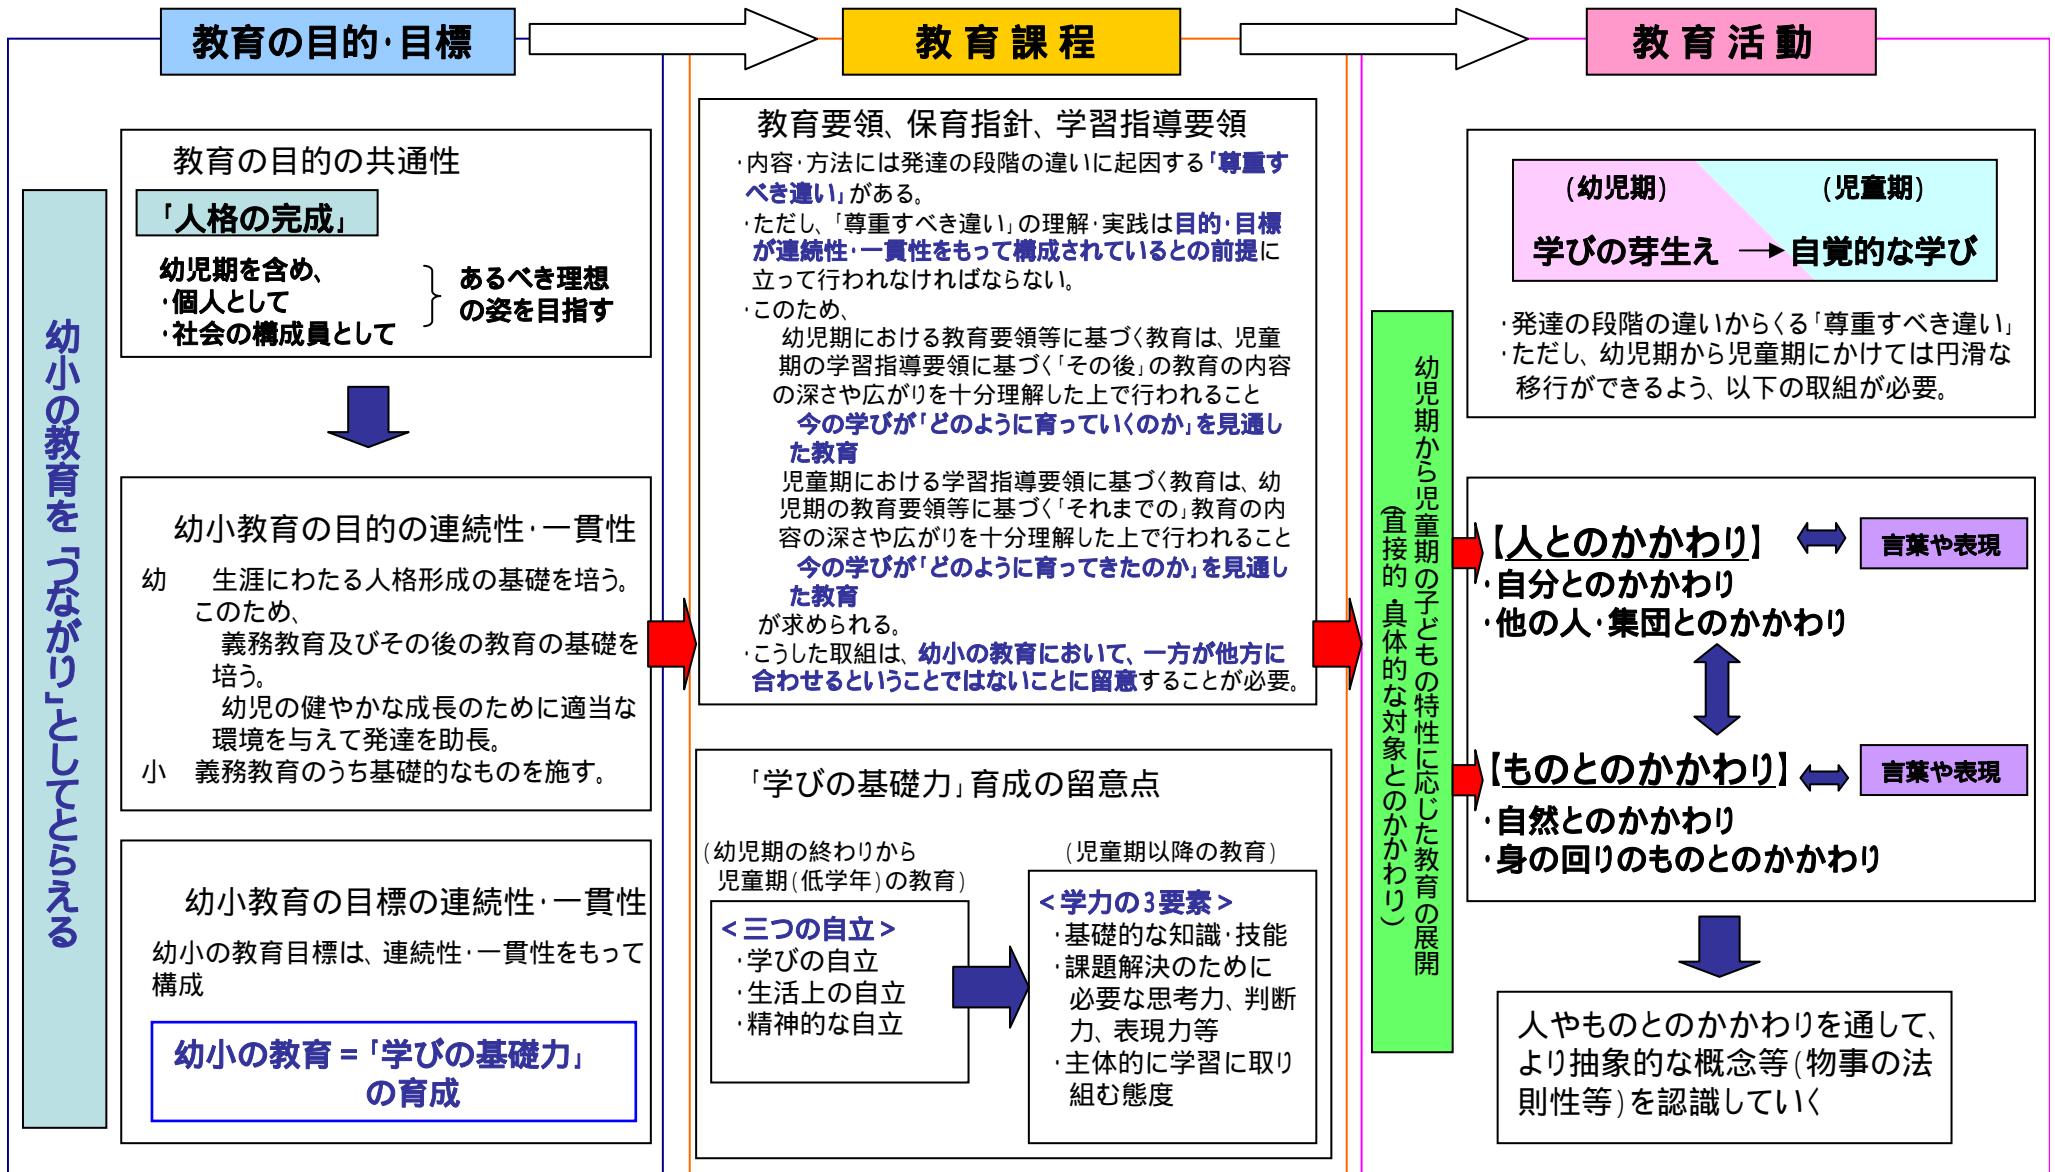 教育の目的・目標
教育課程
教育活動
幼小の教育を「つながり」としてとらえる
教育の目的の共通性
「人格の完成」
幼児期を含め、
・個人として
・社会の構成員として
あるべき理想
の姿を目指す
幼小教育の目的の連続性・一貫性
幼　生涯にわたる人格形成の基礎を培う。
このため、
義務教育及びその後の教育の基礎を
培う。
幼児の健やかな成長のために適当な
環境を与えて発達を助長。
小　義務教育のうち基礎的なものを施す。
幼小教育の目標の連続性・一貫性
幼小の教育目標は、連続性・一貫性をもって
構成
幼小の教育=「学びの基礎力」
の育成
教育要領、保育指針、学習指導要領
・内容・方法には発達の段階の違いに起因する「尊重す
べき違い」がある。
・ただし、「尊重すべき違い」の理解・実践は目的・目標
が連続性・一貫性をもって構成されているとの前提に
立って行われなければならない。
・このため、
幼児期における教育要領等に基づく教育は、児童
期の学習指導要領に基づく「その後」の教育の内容
の深さや広がりを十分理解した上で行われること
今の学びが「どのように育っていくのか」を見通し
た教育
児童期における学習指導要領に基づく教育は、幼
児期の教育要領等に基づく「それまでの」教育の内
容の深さや広がりを十分理解した上で行われること
今の学びが「どのように育ってきたのか」を見通し
た教育
が求められる。
・こうした取組は、幼小の教育において、一方が他方に
合わせるということではないことに留意することが必要。
「学びの基礎力」育成の留意点
(幼児期の終わりから
児童期(低学年)の教育)
<三つの自立>
・学びの自立
・生活上の自立
・精神的な自立
(児童期以降の教育)
<学力の3要素>
・基礎的な知識・技能
・課題解決のために
必要な思考力、判断
力、表現力等
・主体的に学習に取り
組む態度
幼児期から児童期の子どもの特性に応じた教育の展開
(直接的・具体的な対象とのかかわり)
(幼児期)
(児童期)
学びの芽生え
自覚的な学び
・発達の段階の違いからくる「尊重すべき違い」
・ただし、幼児期から児童期にかけては円滑な
移行ができるよう、以下の取組が必要。
【人とのかかわり】
言葉や表現
・自分とのかかわり
・他の人・集団とのかかわり
【ものとのかかわり】
言葉や表現
・自然とのかかわり
・身の回りのものとのかかわり
人やものとのかかわりを通して、
より抽象的な概念等(物事の法
則性等)を認識していく